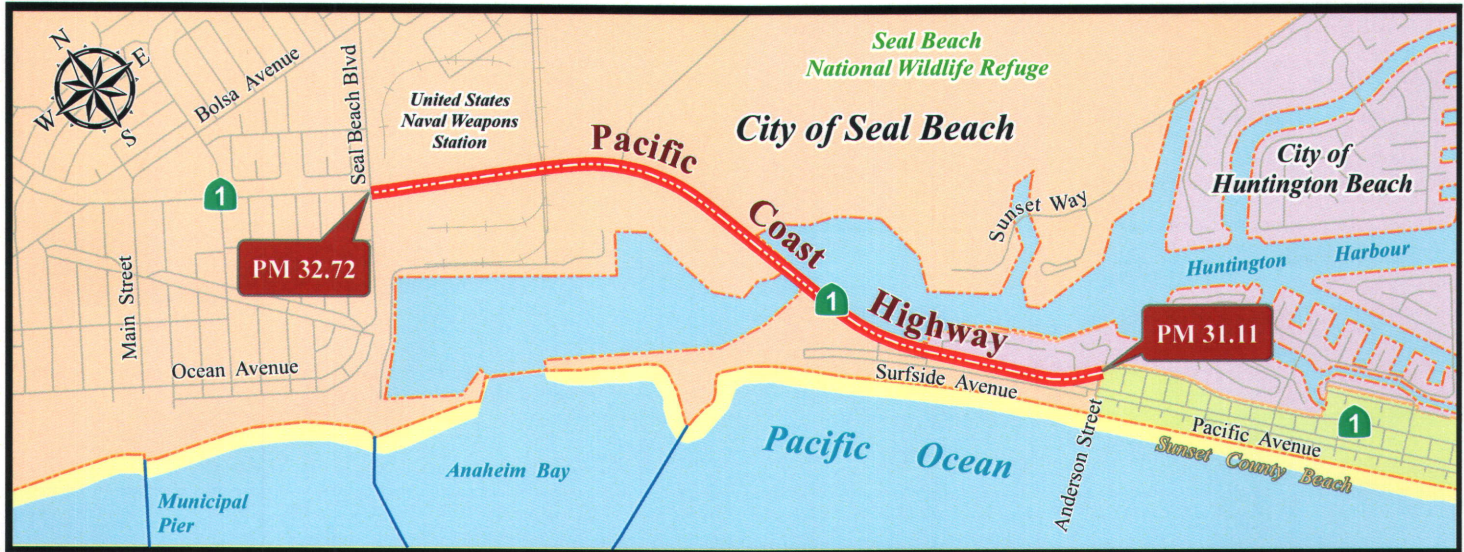 N
E
S
W
Bolsa Avenue
Seal Beach Blvd
United States
Naval Weapons
Station
Seal Beach
National Wildlife Refuge
City of Seal Beach
Pacific
Coast
Highway
1
PM 32.72
Main Street
Ocean Avenue
Sunset Way
City of
Huntington Beach
Huntington Harbour
1
PM 31.11
Surfside Avenue
Anderson Street
Pacific Avenue
1
Sunset County Beach
Pacific Ocean
Anaheim Bay
Municipal
Pier